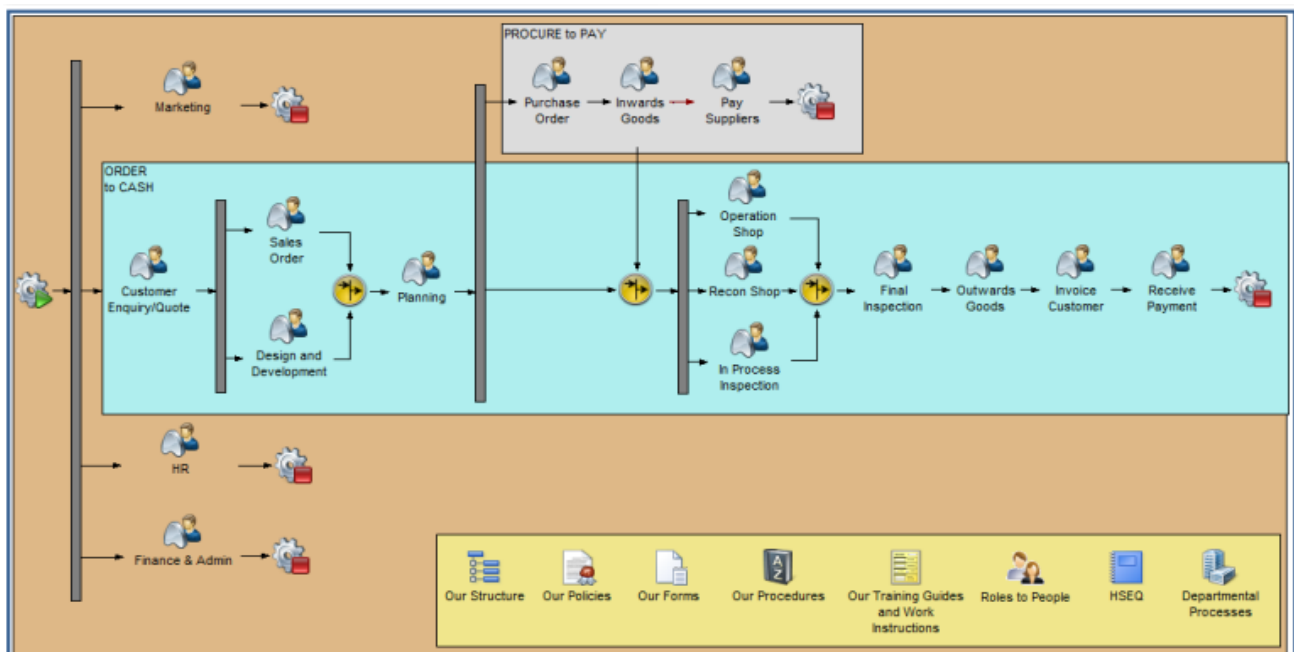 PROCURE to PAY
Marketing
Purchase
Order
Inwards
Goods
Pay
Suppliers
ORDER
to CASH
Customer
Enquiry/Quote
Sales
Order
Design and
Development
Planning
Operation
Shop
Recon Shop
In Process
Inspection
Final
Inspection
Outwards
Goods
Invoice
Customer
Receive
Payment
HR
Finance & Admin
A
Z
Our Structure
Our Policies
Our Forms
Our Procedures
Our Training Guides
and Work
Instructions
Roles to People
HSEQ
Departmental
Processes